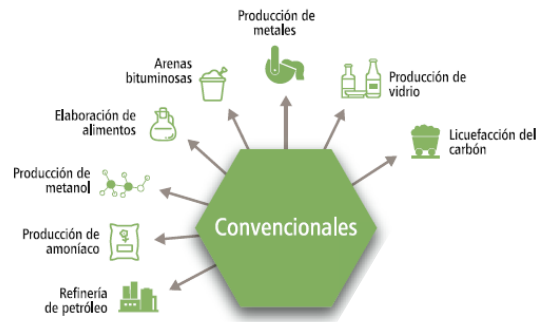 Producción de
metales
Arenas
bituminosas
Producción de
vidrio
Elaboración de
alimentos
Licuefacción del
carbón
Producción de
metanol
Convencionales
Producción de
amoníaco
Refinería
de petróleo